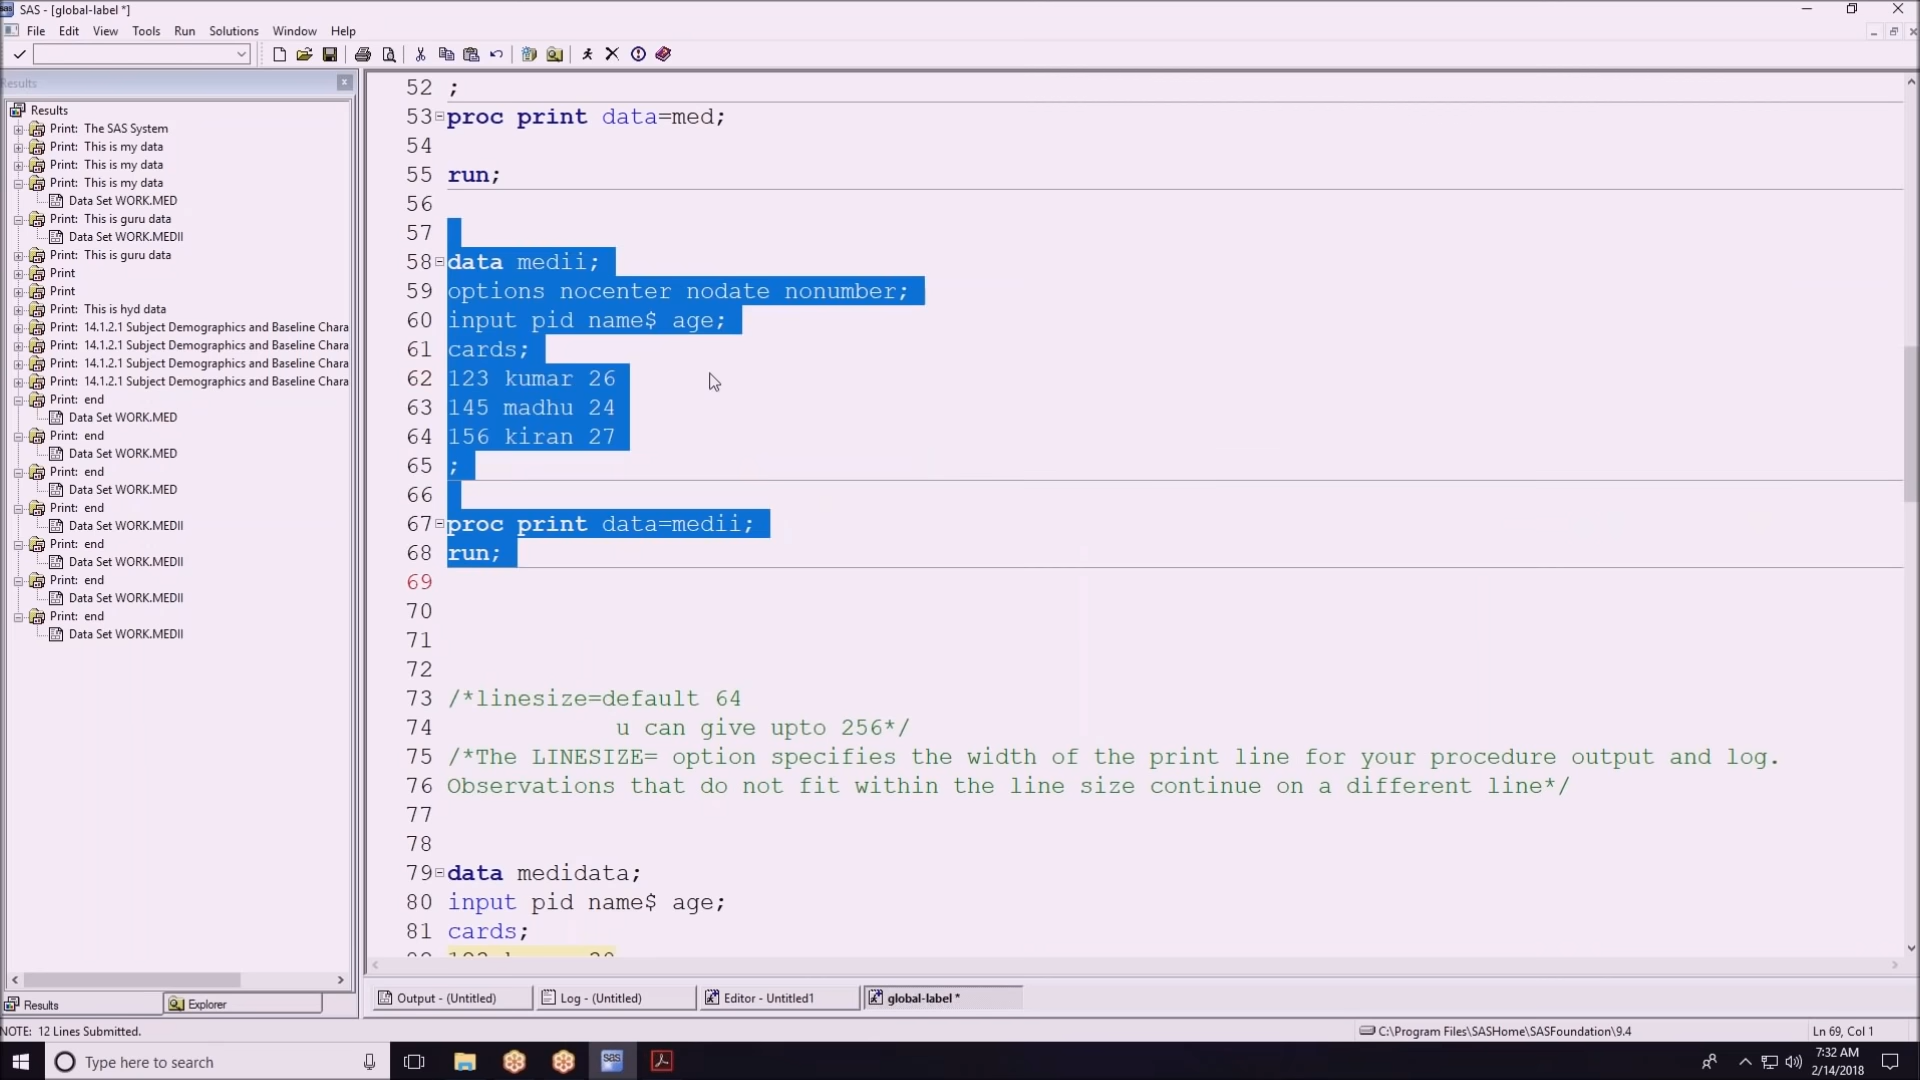 SAS - [global-label *]
File Edit View Tools Run Solutions Window Help
Results
Results
Print: The SAS System
Print: This is my data
Print: This is my data
Print: This is my data
Data Set WORK.MED
Print: This is guru data
Data Set WORK.MEDII
Print: This is guru data
Print
Print
Print: This is hyd data
Print: 14.1.2.1 Subject Demographics and Baseline Chara
Print: 14.1.2.1 Subject Demographics and Baseline Chara
Print: 14.1.2.1 Subject Demographics and Baseline Chara
Print: 14.1.2.1 Subject Demographics and Baseline Chara
Print: end
Data Set WORK.MED
Print: end
Data Set WORK.MED
Print: end
Data Set WORK.MED
Print: end
Data Set WORK.MEDII
Print: end
Data Set WORK.MEDII
Print: end
Data Set WORK.MEDII
Print: end
Data Set WORK.MEDII
Results Explorer
52 ;
53 proc print data=med;
54
55 run;
56
57
58 data medii;
59 options nocenter nodate nonumber;
60 input pid name$ age;
61 cards;
62 123 kumar 26
63 145 madhu 24
64 156 kiran 27
65 ;
66
67 proc print data=medii;
68 run;
69
70
71
72
73 /*linesize=default 64
74 u can give upto 256*/
75 /*The LINESIZE= option specifies the width of the print line for your procedure output and log.
76 Observations that do not fit within the line size continue on a different line*/
77
78
79 data medidata;
80 input pid name$ age;
81 cards;
Output - (Untitled) Log - (Untitled) Editor - Untitled1 global-label *
NOTE: 12 Lines Submitted. C:\Program Files\SASHome\SASFoundation\9.4 Ln 69, Col 1
Type here to search sas 7:32 AM
2/14/2018